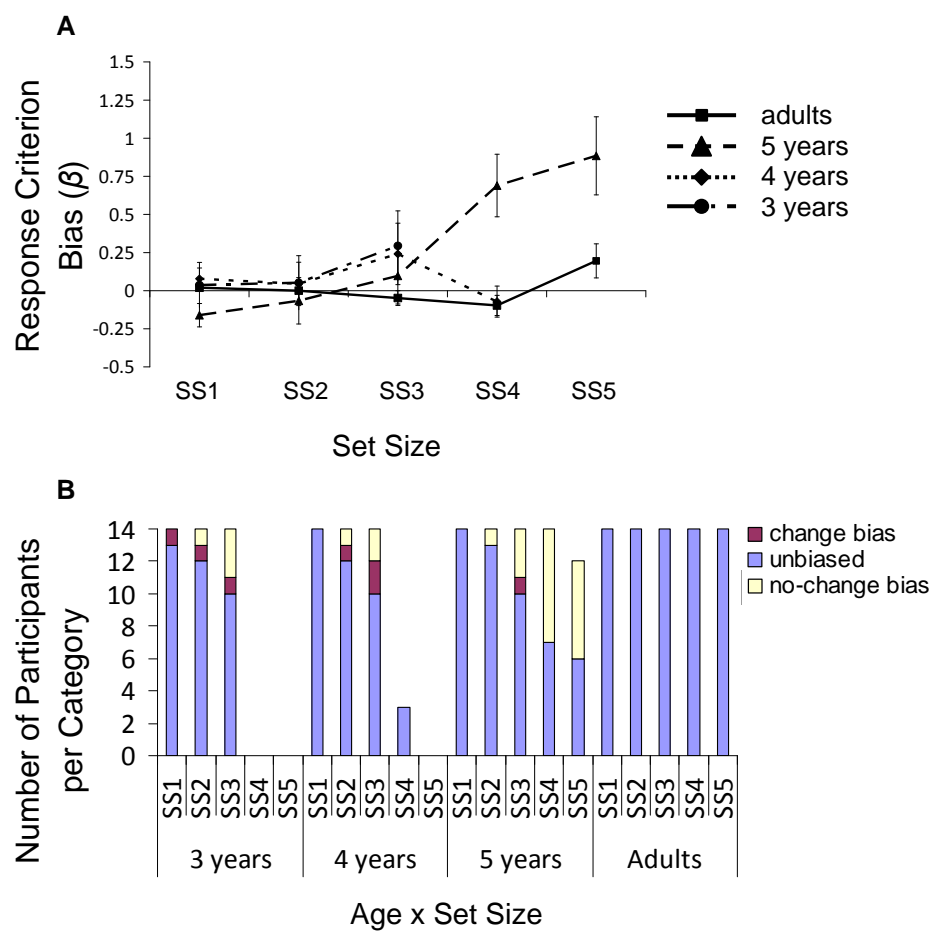 A
Response Criterion
Bias (β)
1.5
1.25
1
0.75
0.5
0.25
0
-0.25
-0.5
SS1 SS2 SS3 SS4 SS5
Set Size
adults
5 years
4 years
3 years
B
Number of Participants
per Category
14
12
10
8
6
4
2
0
SS1 SS2 SS3 SS4 SS5 SS1 SS2 SS3 SS4 SS5 SS1 SS2 SS3 SS4 SS5 SS1 SS2 SS3 SS4 SS5
3 years 4 years 5 years Adults
Age x Set Size
change bias
unbiased
no-change bias